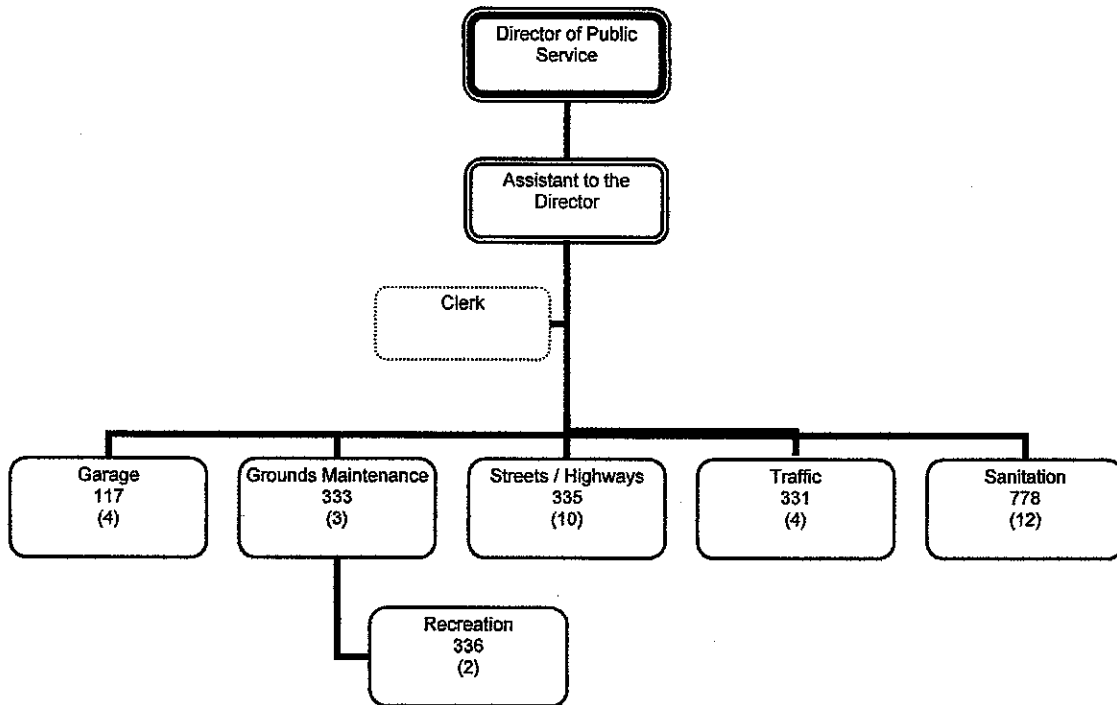 Director of Public
Service
Assistant to the
Director
Clerk
Garage
117
(4)
Grounds Maintenance
333
(3)
Streets / Highways
335
(10)
Traffic
331
(4)
Sanitation
778
(12)
Recreation
336
(2)